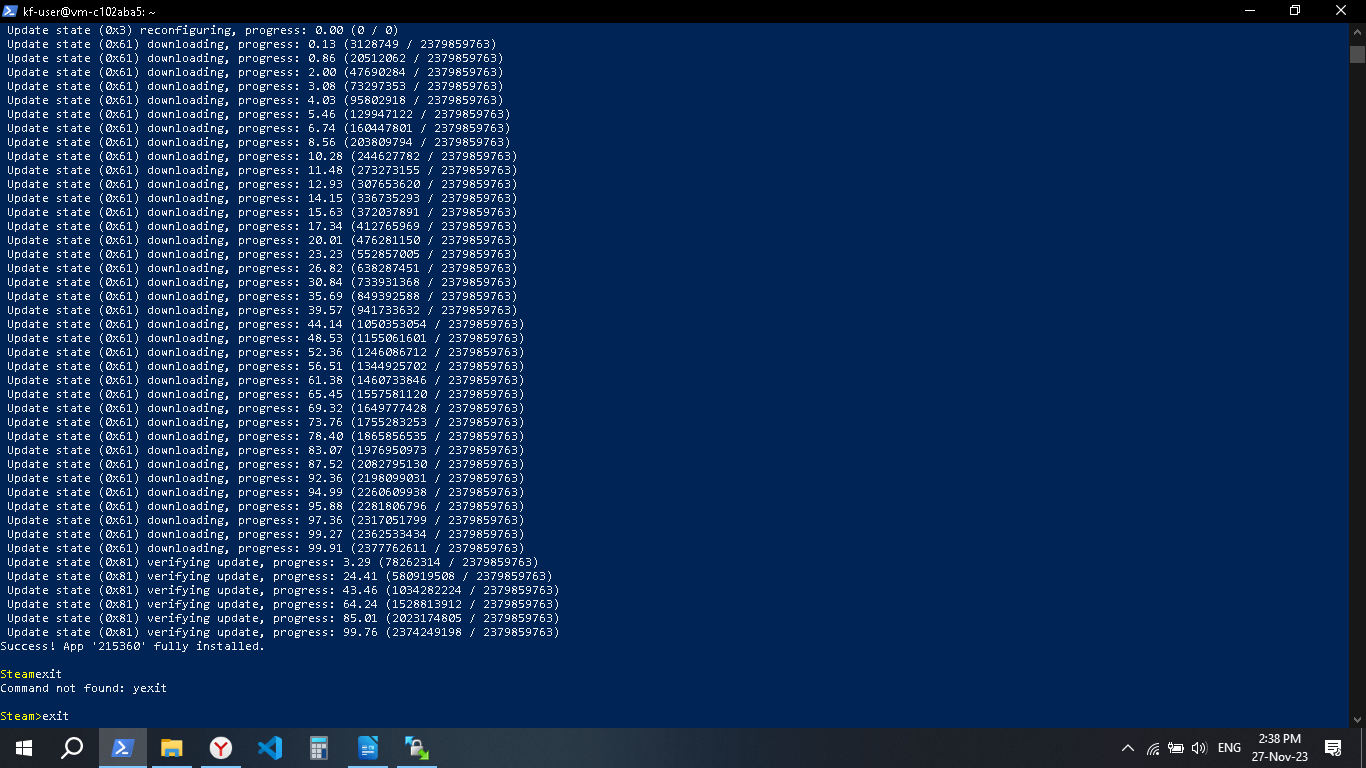 kf-user@vm-c102aba5: ~
Update state (0x3) reconfiguring, progress: 0.00 (0 / 0)
Update state (0x61) downloading, progress: 0.13 (3128749 / 2379859763)
Update state (0x61) downloading, progress: 0.86 (20512062 / 2379859763)
Update state (0x61) downloading, progress: 2.00 (47690284 / 2379859763)
Update state (0x61) downloading, progress: 3.08 (73297353 / 2379859763)
Update state (0x61) downloading, progress: 4.03 (95802918 / 2379859763)
Update state (0x61) downloading, progress: 5.46 (129947122 / 2379859763)
Update state (0x61) downloading, progress: 6.74 (160447801 / 2379859763)
Update state (0x61) downloading, progress: 8.56 (203809794 / 2379859763)
Update state (0x61) downloading, progress: 10.28 (244627782 / 2379859763)
Update state (0x61) downloading, progress: 11.48 (273273155 / 2379859763)
Update state (0x61) downloading, progress: 12.93 (307653620 / 2379859763)
Update state (0x61) downloading, progress: 14.15 (336735293 / 2379859763)
Update state (0x61) downloading, progress: 15.63 (372037891 / 2379859763)
Update state (0x61) downloading, progress: 17.34 (412765969 / 2379859763)
Update state (0x61) downloading, progress: 20.01 (476281150 / 2379859763)
Update state (0x61) downloading, progress: 23.23 (552857005 / 2379859763)
Update state (0x61) downloading, progress: 26.82 (638287451 / 2379859763)
Update state (0x61) downloading, progress: 30.84 (733931368 / 2379859763)
Update state (0x61) downloading, progress: 35.69 (849392588 / 2379859763)
Update state (0x61) downloading, progress: 39.57 (941733632 / 2379859763)
Update state (0x61) downloading, progress: 44.14 (1050353054 / 2379859763)
Update state (0x61) downloading, progress: 48.53 (1155061601 / 2379859763)
Update state (0x61) downloading, progress: 52.36 (1246086712 / 2379859763)
Update state (0x61) downloading, progress: 56.51 (1344925702 / 2379859763)
Update state (0x61) downloading, progress: 61.38 (1460733846 / 2379859763)
Update state (0x61) downloading, progress: 65.45 (1557581120 / 2379859763)
Update state (0x61) downloading, progress: 69.32 (1649777428 / 2379859763)
Update state (0x61) downloading, progress: 73.76 (1755283253 / 2379859763)
Update state (0x61) downloading, progress: 78.40 (1865856535 / 2379859763)
Update state (0x61) downloading, progress: 83.07 (1976950973 / 2379859763)
Update state (0x61) downloading, progress: 87.52 (2082795130 / 2379859763)
Update state (0x61) downloading, progress: 92.36 (2198099031 / 2379859763)
Update state (0x61) downloading, progress: 94.99 (2260609938 / 2379859763)
Update state (0x61) downloading, progress: 95.88 (2281806796 / 2379859763)
Update state (0x61) downloading, progress: 97.36 (2317051799 / 2379859763)
Update state (0x61) downloading, progress: 99.27 (2362533434 / 2379859763)
Update state (0x61) downloading, progress: 99.91 (2377762611 / 2379859763)
Update state (0x81) verifying update, progress: 3.29 (78262314 / 2379859763)
Update state (0x81) verifying update, progress: 24.41 (580919508 / 2379859763)
Update state (0x81) verifying update, progress: 43.46 (1034282224 / 2379859763)
Update state (0x81) verifying update, progress: 64.24 (1528813912 / 2379859763)
Update state (0x81) verifying update, progress: 85.01 (2023174805 / 2379859763)
Update state (0x81) verifying update, progress: 99.76 (2374249198 / 2379859763)
Success! App '215360' fully installed.
Steamexit
Command not found: yexit
Steam>exit
ENG
2:38 PM
27-Nov-23